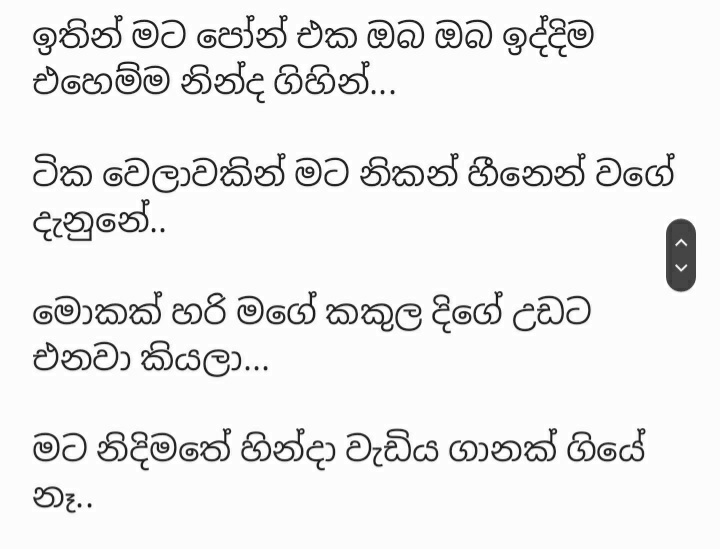 ඉතින් මට පෝන් එක ඔබ ඔබ ඉද්දිම
එහෙම්ම නින්ද ගිහින්...
ටික වෙලාවකින් මට නිකන් හීනෙන් වගේ
දැනුනේ..
මොකක් හරි මගේ කකුල දිගේ උඩට
එනවා කියලා...
මට නිදිමතේ හින්දා වැඩිය ගානක් ගියේ
නෑ..